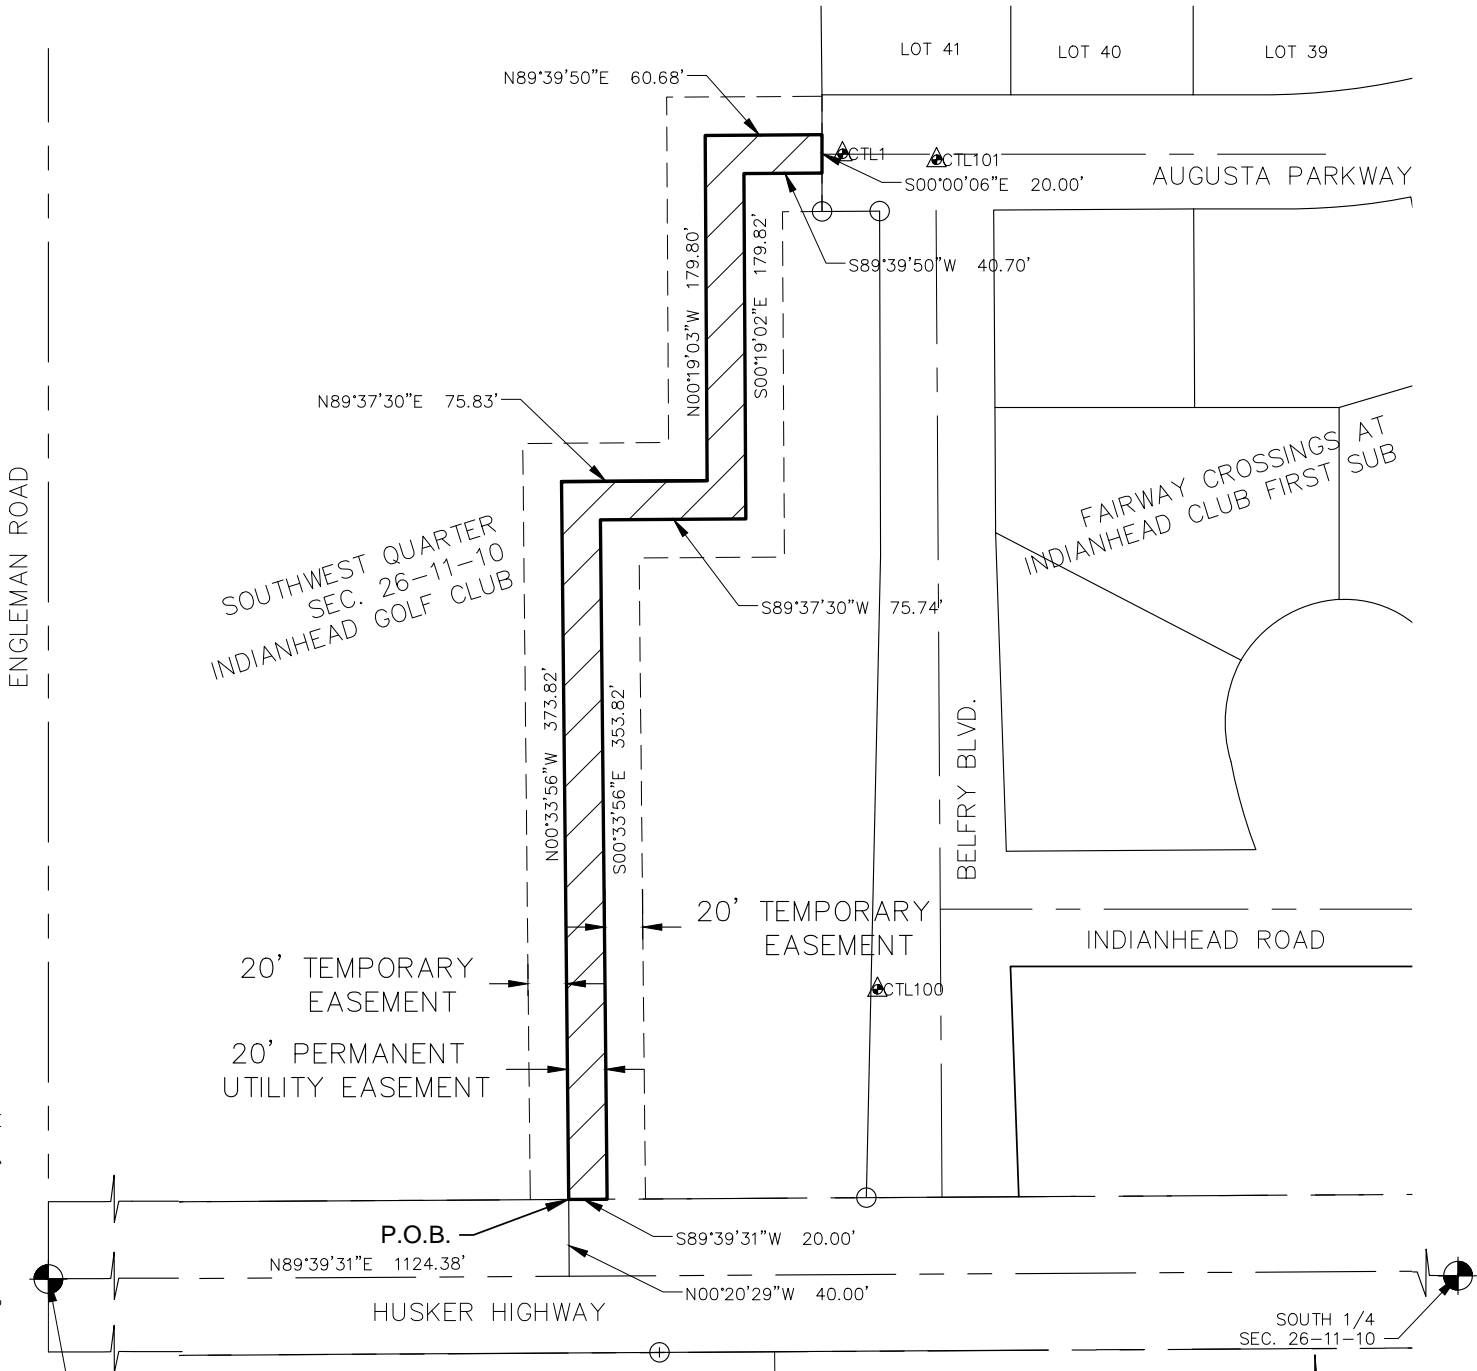 LOT 41
LOT 40
LOT 39
N89°39'50"E 60.68'
CTL1
CTL101
S00°00'06"E 20.00'
AUGUSTA PARKWAY
N00°19'03"W 179.80'
S00°19'02"E 179.82'
S89°39'50"W 40.70'
N89°37'30"E 75.83'
FAIRWAY CROSSINGS AT
INDIANHEAD CLUB FIRST SUB
ENGLEMAN ROAD
SOUTHWEST QUARTER
SEC. 26-11-10
INDIANHEAD GOLF CLUB
S89°37'30"W 75.74'
N00°33'56"W 373.82'
S00°33'56"E 353.82'
BELFRY BLVD.
20' TEMPORARY
EASEMENT
INDIANHEAD ROAD
20' TEMPORARY
EASEMENT
CTL100
20' PERMANENT
UTILITY EASEMENT
P.O.B.
S89°39'31"W 20.00'
N89°39'31"E 1124.38'
N00°20'29"W 40.00'
HUSKER HIGHWAY
SOUTH 1/4
SEC. 26-11-10